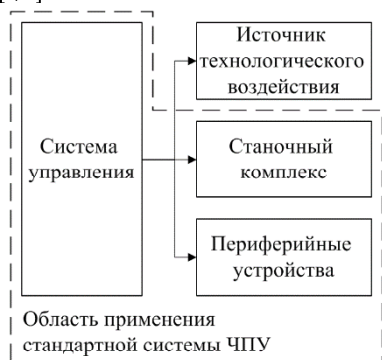 Источник
технологического
воздействия
Система
управления
Станочный
комплекс
Периферийные
устройства
Область применения
стандартной системы ЧПУ